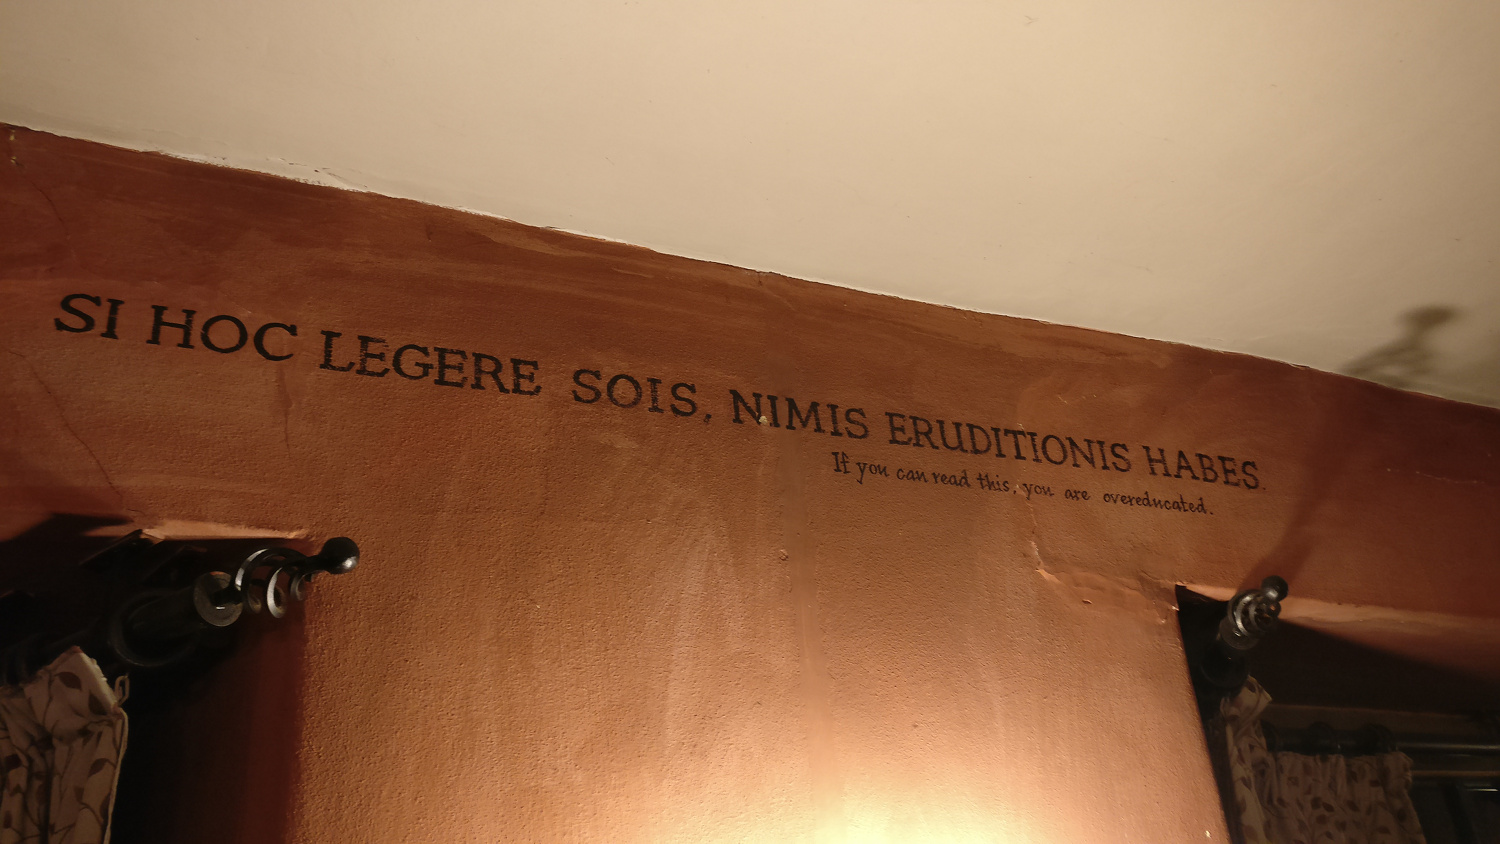 SI HOC LEGERE SOIS, NIMIS ERUDITIONIS HABES.
If you can read this, you are overeducated.